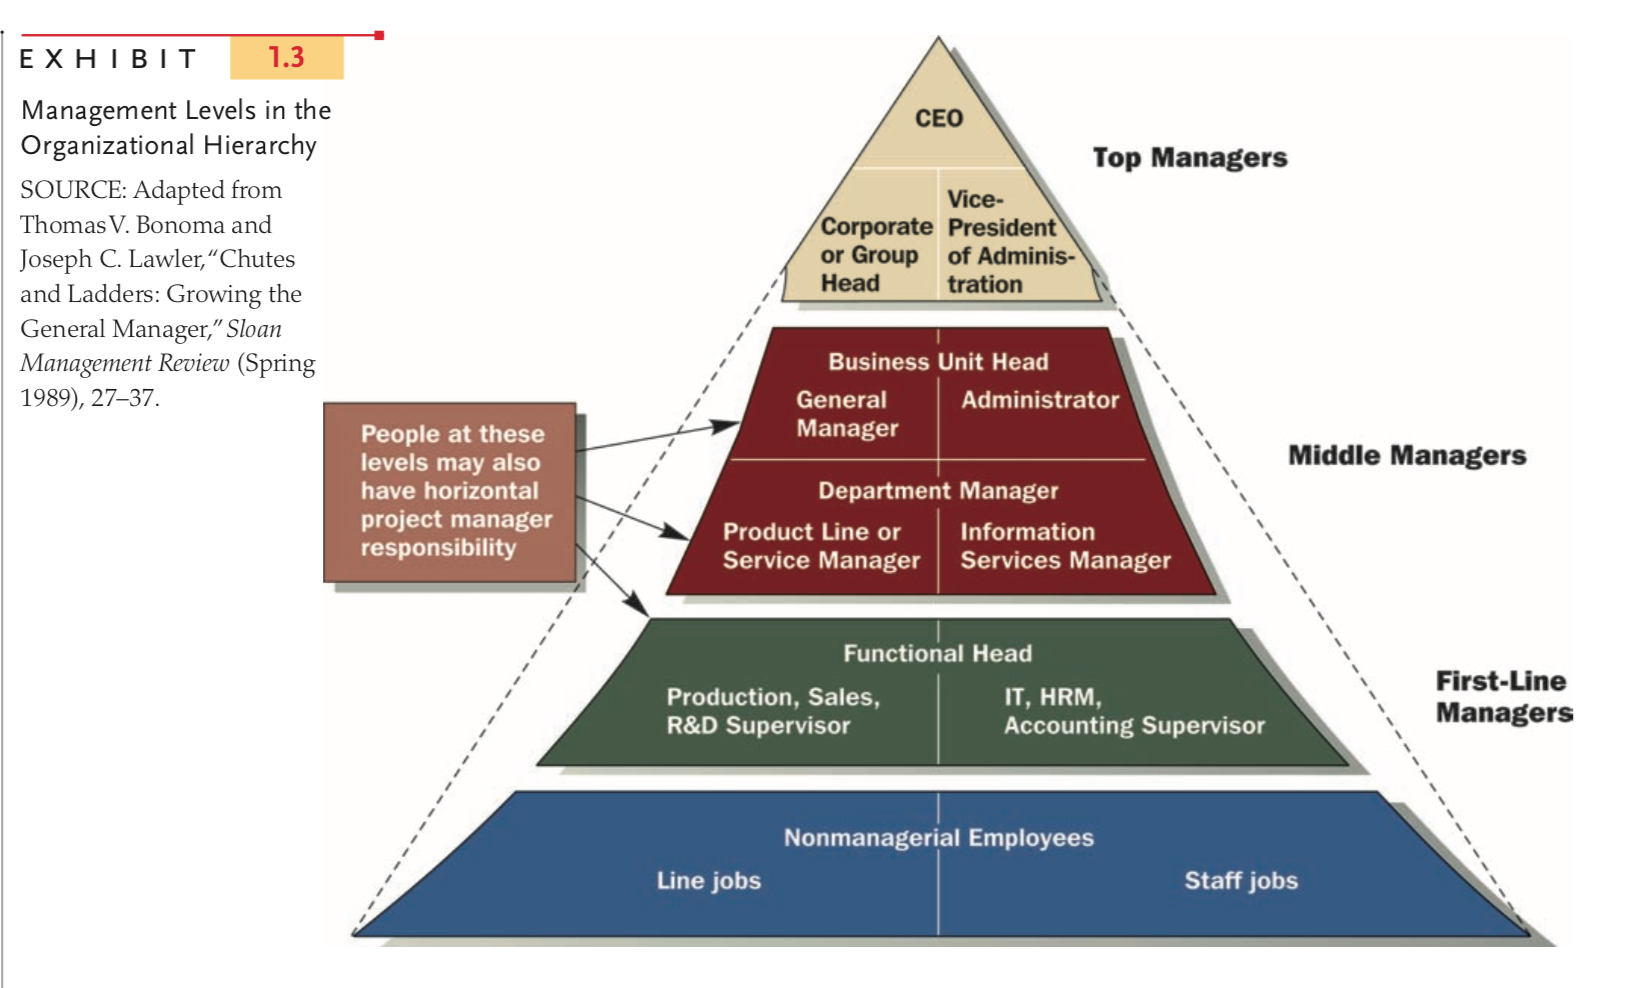 EXHIBIT 1.3
Management Levels in the
Organizational Hierarchy
SOURCE: Adapted from
Thomas V. Bonoma and
Joseph C. Lawler, “Chutes
and Ladders: Growing the
General Manager,” Sloan
Management Review (Spring
1989), 27–37.
CEO
Top Managers
Corporate
or Group
Head
Vice-
President
of Adminis-
tration
Business Unit Head
General
Manager
Administrator
Middle Managers
Department Manager
Product Line or
Service Manager
Information
Services Manager
People at these
levels may also
have horizontal
project manager
responsibility
Functional Head
Production, Sales,
R&D Supervisor
IT, HRM,
Accounting Supervisor
First-Line
Managers
Nonmanagerial Employees
Line jobs
Staff jobs